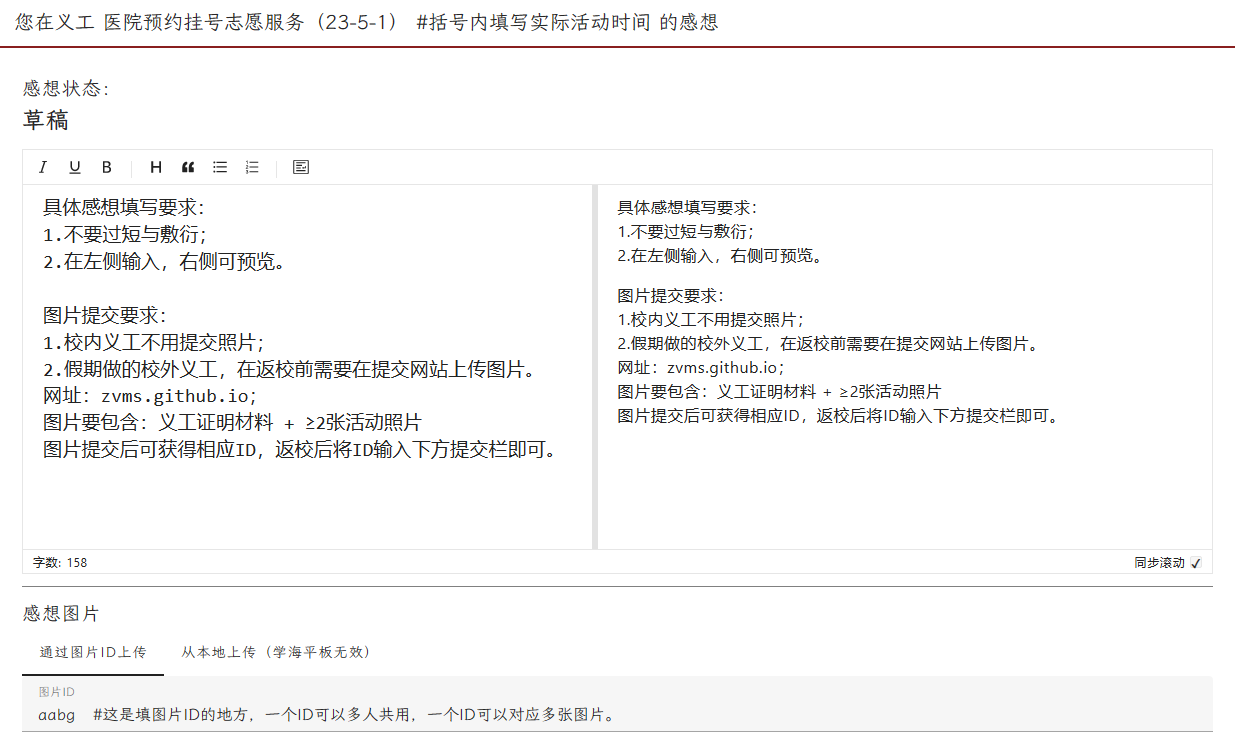 您在义工 医院预约挂号志愿服务（23-5-1） #括号内填写实际活动时间 的感想
感想状态：
草稿
I U B H
具体感想填写要求：
1.不要过短与敷衍；
2.在左侧输入，右侧可预览。
图片提交要求：
1.校内义工不用提交照片；
2.假期做的校外义工，在返校前需要在提交网站上传图片。
网址：zvms.github.io；
图片要包含：义工证明材料 + ≥2张活动照片
图片提交后可获得相应ID，返校后将ID输入下方提交栏即可。
具体感想填写要求：
1.不要过短与敷衍；
2.在左侧输入，右侧可预览。
图片提交要求：
1.校内义工不用提交照片；
2.假期做的校外义工，在返校前需要在提交网站上传图片。
网址：zvms.github.io；
图片要包含：义工证明材料 + ≥2张活动照片
图片提交后可获得相应ID，返校后将ID输入下方提交栏即可。
字数: 158
同步滚动
感想图片
通过图片ID上传 从本地上传（学海平板无效）
图片ID
aabg #这是填图片ID的地方，一个ID可以多人共用，一个ID可以对应多张图片。